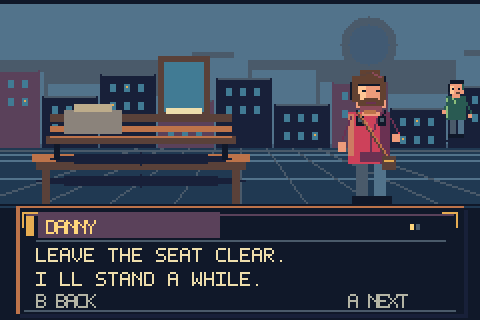 DANNY
LEAVE THE SEAT CLEAR.
I LL STAND A WHILE.
B BACK
A NEXT